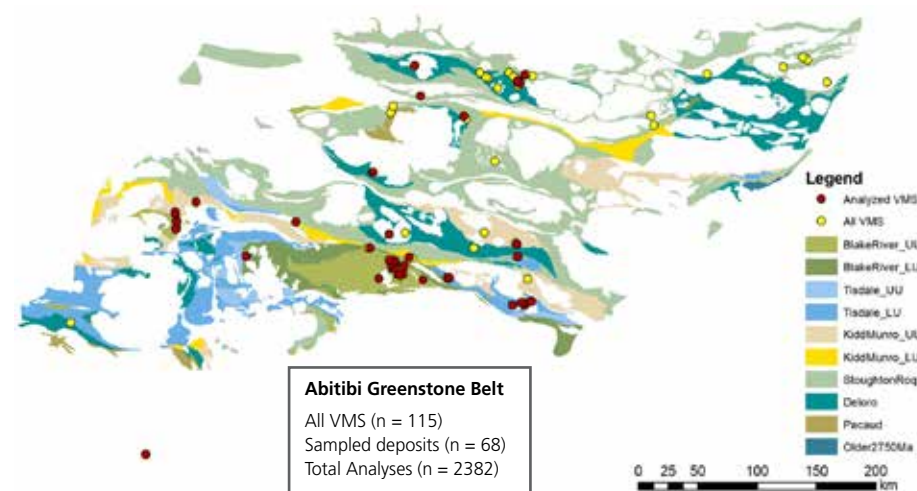 Legend
Analyzed VMS
All VMS
BlakeRiver_UU
BlakeRiver_LU
Tisdale_UU
Tisdale_LU
KiddMunro_UU
KiddMunro_LU
StoughtonRoq
Deloro
Pacaud
Older2750Ma
Abitibi Greenstone Belt
All VMS (n = 115)
Sampled deposits (n = 68)
Total Analyses (n = 2382)
0 25 50 100 150 200
km